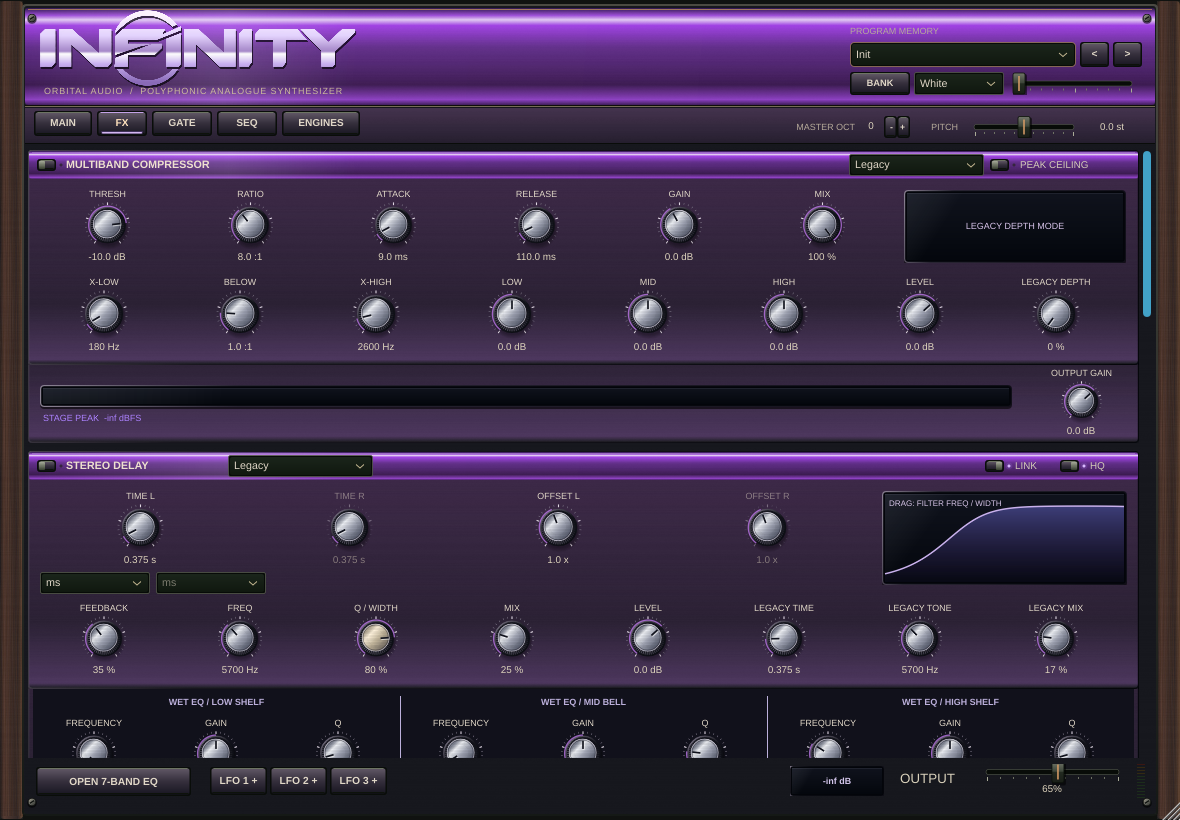 INFINITY
ORBITAL AUDIO / POLYPHONIC ANALOGUE SYNTHESIZER
PROGRAM MEMORY
Init
<
>
BANK
White
MAIN
FX
GATE
SEQ
ENGINES
MASTER OCT 0 - +
PITCH 0.0 st
MULTIBAND COMPRESSOR
Legacy
PEAK CEILING
THRESH RATIO ATTACK RELEASE GAIN MIX
LEGACY DEPTH MODE
-10.0 dB 8.0 :1 9.0 ms 110.0 ms 0.0 dB 100 %
X-LOW BELOW X-HIGH LOW MID HIGH LEVEL LEGACY DEPTH
180 Hz 1.0 :1 2600 Hz 0.0 dB 0.0 dB 0.0 dB 0.0 dB 0 %
OUTPUT GAIN
STAGE PEAK -inf dBFS
0.0 dB
STEREO DELAY
Legacy
LINK
HQ
TIME L TIME R OFFSET L OFFSET R
DRAG: FILTER FREQ / WIDTH
0.375 s 0.375 s 1.0 x 1.0 x
ms ms
FEEDBACK FREQ Q / WIDTH MIX LEVEL LEGACY TIME LEGACY TONE LEGACY MIX
35 % 5700 Hz 80 % 25 % 0.0 dB 0.375 s 5700 Hz 17 %
WET EQ / LOW SHELF WET EQ / MID BELL WET EQ / HIGH SHELF
FREQUENCY GAIN Q FREQUENCY GAIN Q FREQUENCY GAIN Q
OPEN 7-BAND EQ
LFO 1 +
LFO 2 +
LFO 3 +
-inf dB
OUTPUT
65%